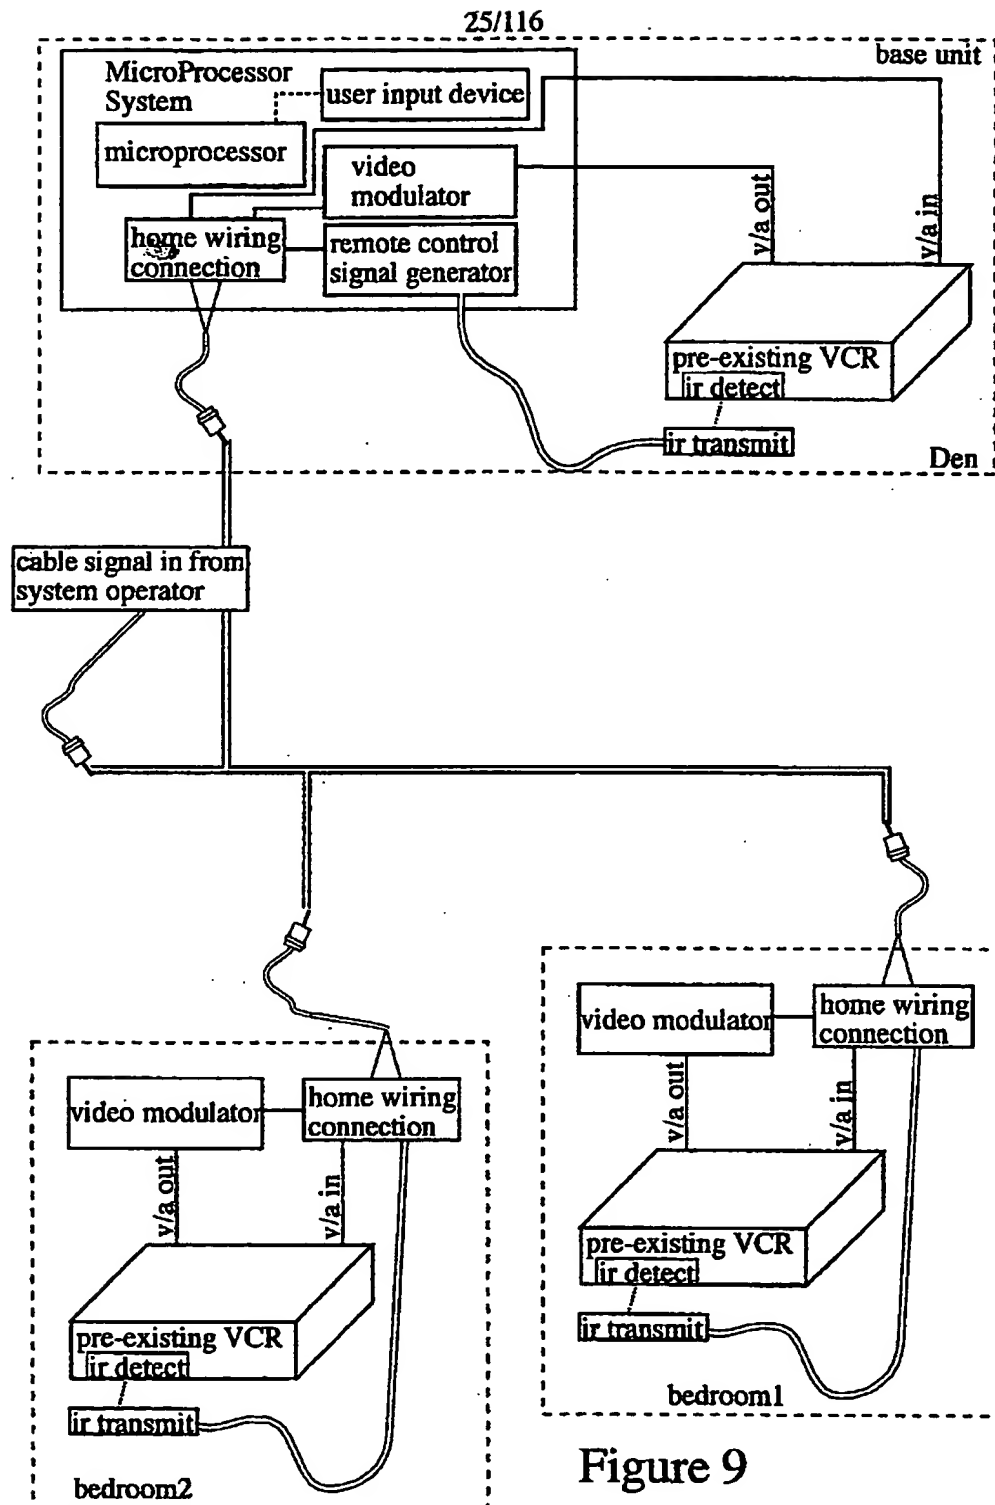 25/116
base unit
MicroProcessor
System
user input device
microprocessor
video
modulator
home wiring
connection
remote control
signal generator
v/a out
v/a in
pre-existing VCR
ir detect
ir transmit
Den
cable signal in from
system operator
video modulator
home wiring
connection
v/a out
v/a in
pre-existing VCR
ir detect
ir transmit
bedroom1
video modulator
home wiring
connection
v/a out
v/a in
pre-existing VCR
ir detect
ir transmit
bedroom2
Figure 9